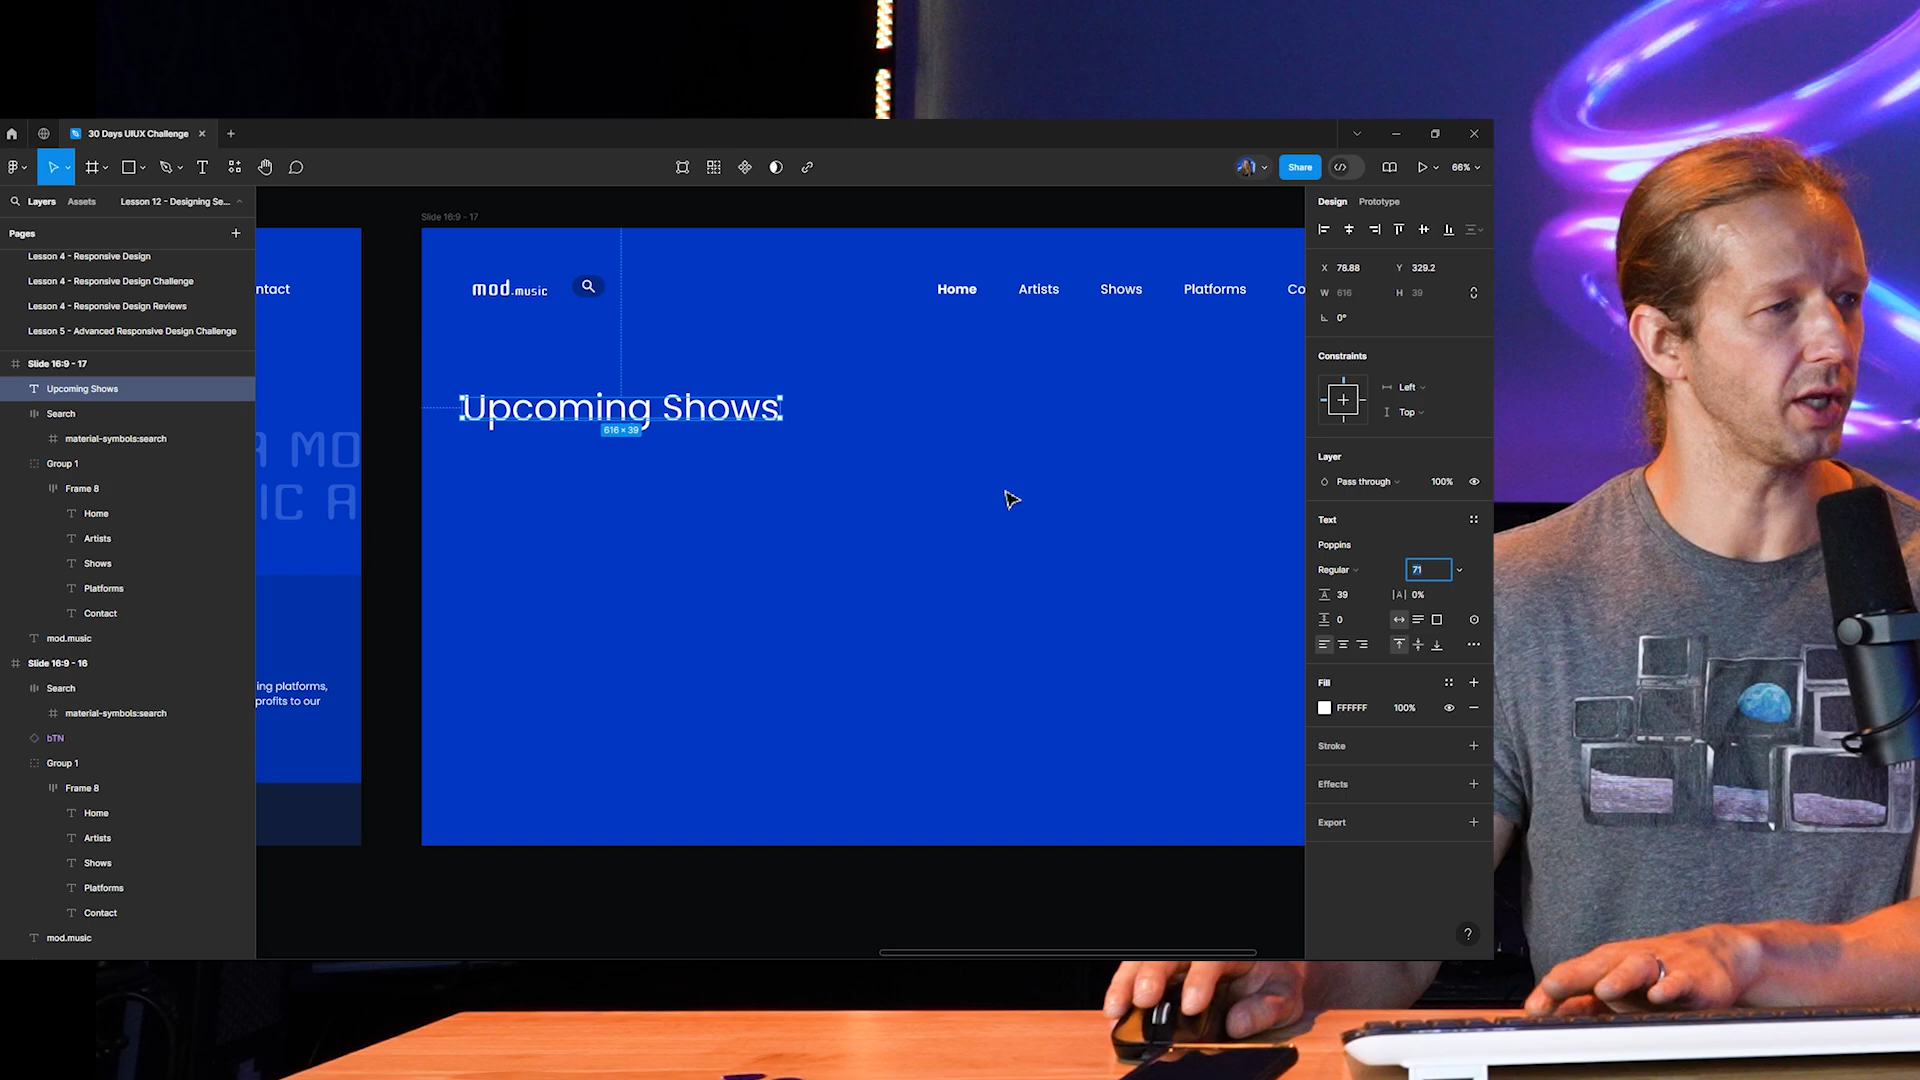 30 Days UIUX Challenge
Share
66%
Layers
Assets
Lesson 12 - Designing Se...
Pages
Lesson 4 - Responsive Design
Lesson 4 - Responsive Design Challenge
Lesson 4 - Responsive Design Reviews
Lesson 5 - Advanced Responsive Design Challenge
Slide 16:9 - 17
Upcoming Shows
Search
material-symbols:search
Group 1
Frame 8
Home
Artists
Shows
Platforms
Contact
mod.music
Slide 16:9 - 16
Search
material-symbols:search
bTN
Group 1
Frame 8
Home
Artists
Shows
Platforms
Contact
mod.music
ntact
A MO
IC A
ing platforms,
profits to our
Slide 16:9 - 17
mod.music
Home
Artists
Shows
Platforms
Co
Upcoming Shows
616 × 39
Design
Prototype
X 76.88
Y 329.2
W 616
H 39
0°
Constraints
Left
Top
Layer
Pass through
100%
Text
Poppins
Regular
71
39
0%
0
Fill
FFFFFF
100%
Stroke
Effects
Export
?